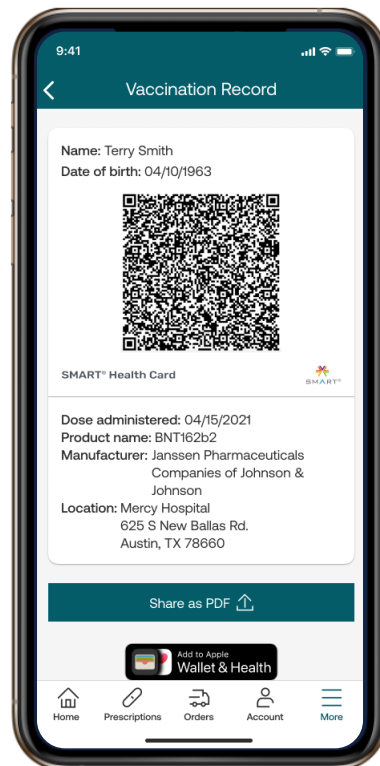 9:41
Vaccination Record
Name: Terry Smith
Date of birth: 04/10/1963
SMART® Health Card
SMART®
Dose administered: 04/15/2021
Product name: BNT162b2
Manufacturer: Janssen Pharmaceuticals
Companies of Johnson &
Johnson
Location: Mercy Hospital
625 S New Ballas Rd.
Austin, TX 78660
Share as PDF
Add to Apple
Wallet & Health
Home Prescriptions Orders Account More